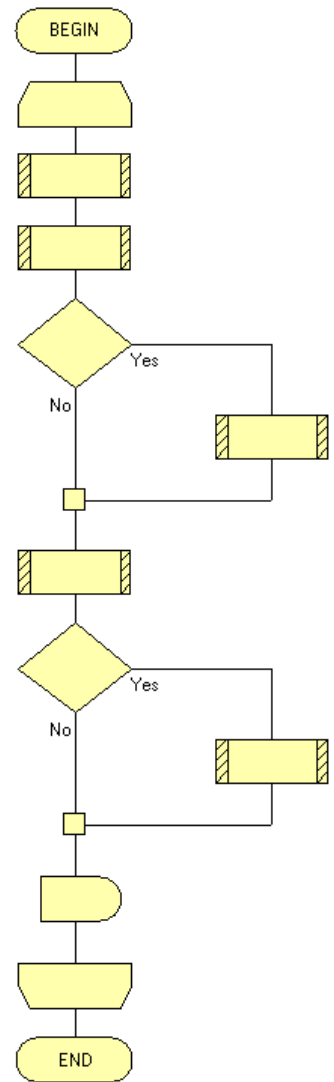 BEGIN
Yes
No
Yes
No
END